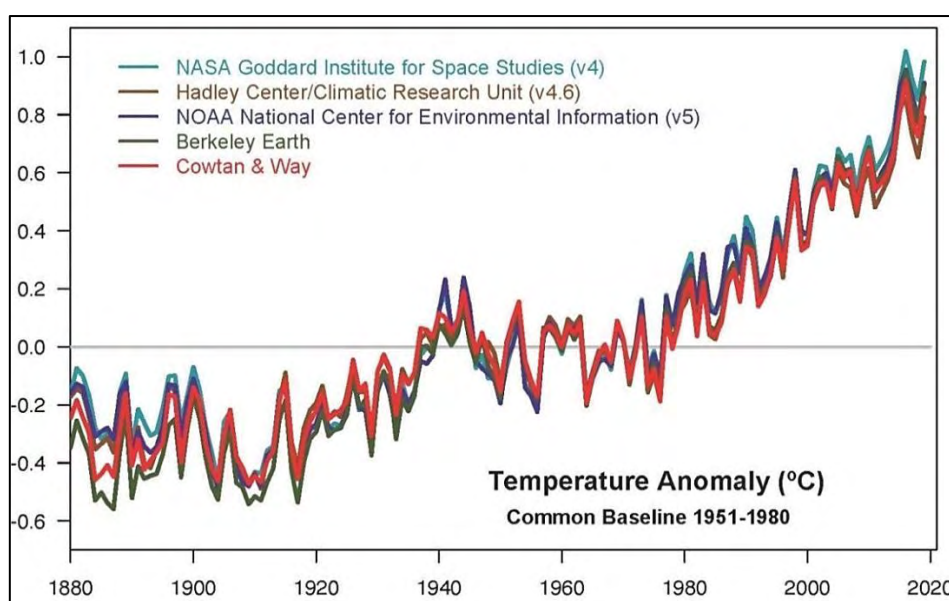 1.0
0.8
0.6
0.4
0.2
0.0
-0.2
-0.4
-0.6
NASA Goddard Institute for Space Studies (v4)
Hadley Center/Climatic Research Unit (v4.6)
NOAA National Center for Environmental Information (v5)
Berkeley Earth
Cowtan & Way
Temperature Anomaly (ºC)
Common Baseline 1951-1980
1880 1900 1920 1940 1960 1980 2000 2020